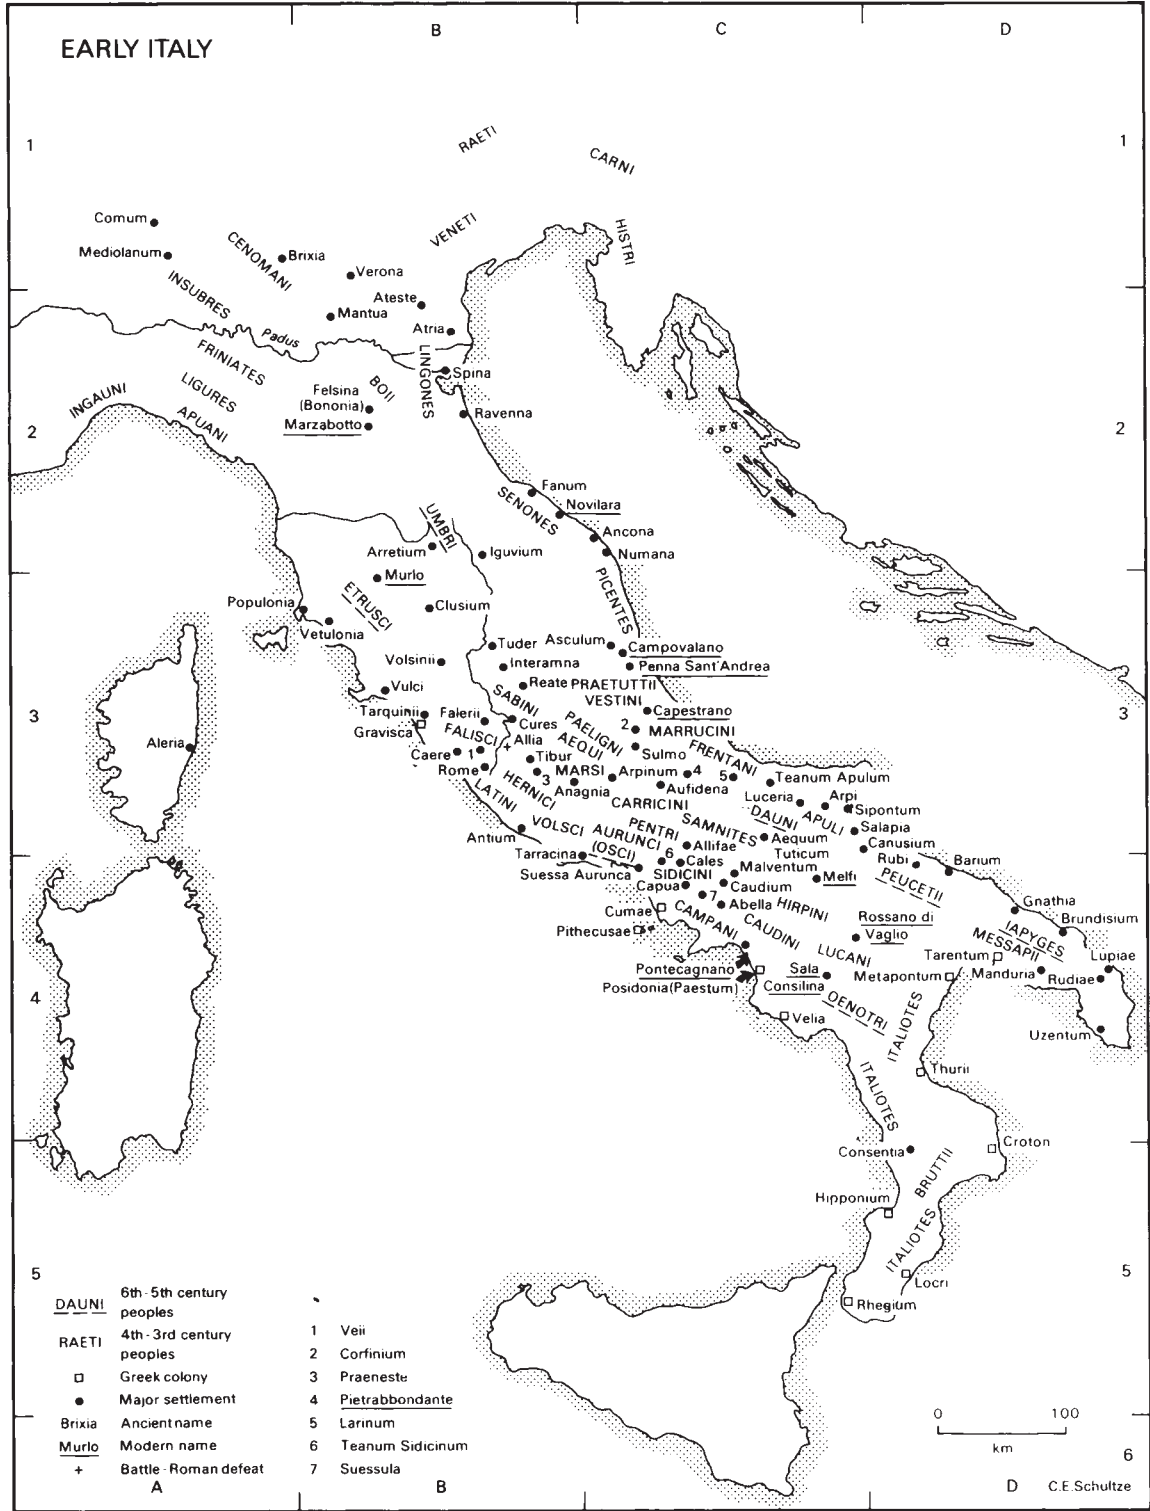 B
C
D
EARLY ITALY
1
1
RAETI
CARNI
Comum
VENETI
HISTRI
Mediolanum
CENOMANI
Brixia
Verona
INSUBRES
Ateste
Mantua
Atria
Padus
FRINIATES
LINGONES
Spina
BOII
LIGURES
INGAUNI
Felsina
(Bononia)
APUANI
Ravenna
2
Marzabotto
2
Fanum
SENONES
Novilara
UMBRI
Ancona
Arretium
Iguvium
Numana
Murlo
ETRUSCI
PICENTES
Populonia
Clusium
Vetulonia
Tuder
Asculum
Campovalano
Volsinii
Interamna
Penna Sant'Andrea
Vulci
Reate
PRAETUTTII
SABINI
VESTINI
3
Tarquinii
Falerii
Cures
Capestrano
3
Gravisca
FALISCI
PAELIGNI
2
MARRUCINI
Aleria
Allia
AEQUI
Sulmo
FRENTANI
Caere
1
Tibur
Rome
3
MARSI
Arpinum
4
5
Teanum Apulum
HERNICI
Anagnia
Aufidena
LATINI
CARRICINI
Luceria
Arpi
Sipontum
SAMNITES
DAUNI
APULI
Salapia
VOLSCI
PENTRI
Antium
AURUNCI
(OSCI)
Allifae
Aequum
Tuticum
Canusium
Tarracina
6
Cales
Rubi
Barium
Suessa Aurunca
SIDICINI
Malventum
Melfi
PEUCETII
Capua
Caudium
7
Abella
HIRPINI
Gnathia
Cumae
CAMPANI
CAUDINI
Rossano di
Vaglio
Brundisium
Pithecusae
IAPYGES
LUCANI
MESSAPII
Tarentum
Lupiae
Pontecagnano
Sala
Consilina
Metapontum
Manduria
Rudiae
Posidonia (Paestum)
4
4
OENOTRI
Velia
ITALIOTES
Uzentum
ITALIOTES
Thurii
Consentia
Croton
BRUTTII
Hipponium
ITALIOTES
5
5
Locri
Rhegium
DAUNI 6th-5th century
peoples
RAETI 4th-3rd century
peoples
Greek colony
Major settlement
Brixia Ancient name
Murlo Modern name
+ Battle-Roman defeat
1 Veii
2 Corfinium
3 Praeneste
4 Pietrabbondante
5 Larinum
6 Teanum Sidicinum
7 Suessula
0 100
km
6
A
B
D
C.E.Schultze